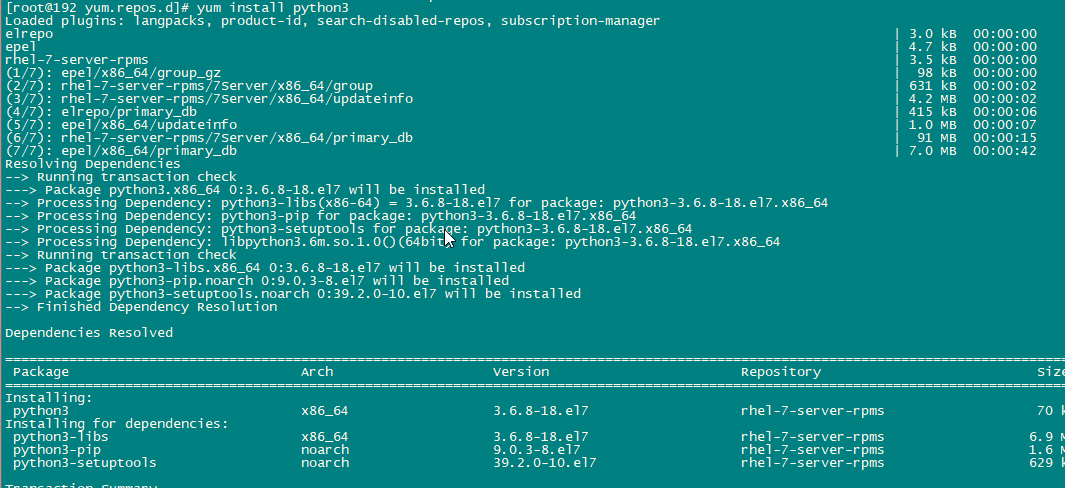 [root@192 yum.repos.d]# yum install python3
Loaded plugins: langpacks, product-id, search-disabled-repos, subscription-manager
elrepo | 3.0 kB 00:00:00
epel | 4.7 kB 00:00:00
rhel-7-server-rpms | 3.5 kB 00:00:00
(1/7): epel/x86_64/group_gz | 98 kB 00:00:00
(2/7): rhel-7-server-rpms/7Server/x86_64/group | 631 kB 00:00:02
(3/7): rhel-7-server-rpms/7Server/x86_64/updateinfo | 4.2 MB 00:00:02
(4/7): elrepo/primary_db | 415 kB 00:00:06
(5/7): epel/x86_64/updateinfo | 1.0 MB 00:00:07
(6/7): rhel-7-server-rpms/7Server/x86_64/primary_db | 91 MB 00:00:15
(7/7): epel/x86_64/primary_db | 7.0 MB 00:00:42
Resolving Dependencies
--> Running transaction check
---> Package python3.x86_64 0:3.6.8-18.el7 will be installed
--> Processing Dependency: python3-libs(x86-64) = 3.6.8-18.el7 for package: python3-3.6.8-18.el7.x86_64
--> Processing Dependency: python3-pip for package: python3-3.6.8-18.el7.x86_64
--> Processing Dependency: python3-setuptools for package: python3-3.6.8-18.el7.x86_64
--> Processing Dependency: libpython3.6m.so.1.0()(64bit) for package: python3-3.6.8-18.el7.x86_64
--> Running transaction check
---> Package python3-libs.x86_64 0:3.6.8-18.el7 will be installed
---> Package python3-pip.noarch 0:9.0.3-8.el7 will be installed
---> Package python3-setuptools.noarch 0:39.2.0-10.el7 will be installed
--> Finished Dependency Resolution
Dependencies Resolved
Package Arch Version Repository Size
Installing:
python3 x86_64 3.6.8-18.el7 rhel-7-server-rpms 70 k
Installing for dependencies:
python3-libs x86_64 3.6.8-18.el7 rhel-7-server-rpms 6.9 M
python3-pip noarch 9.0.3-8.el7 rhel-7-server-rpms 1.6 M
python3-setuptools noarch 39.2.0-10.el7 rhel-7-server-rpms 629 k
Transaction Summary